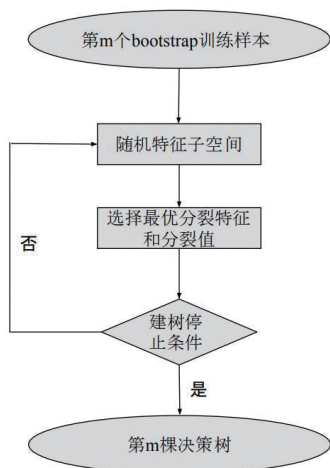 第m个bootstrap训练样本
随机特征子空间
选择最优分裂特征
和分裂值
否
建树停
止条件
是
第m棵决策树